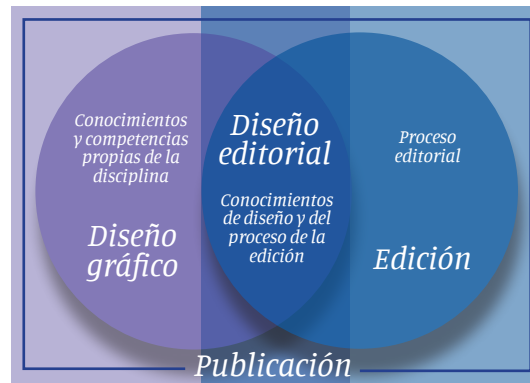 Conocimientos
y competencias
propias de la
disciplina
Diseño
gráfico
Diseño
editorial
Conocimientos
de diseño y del
proceso de la
edición
Proceso
editorial
Edición
Publicación